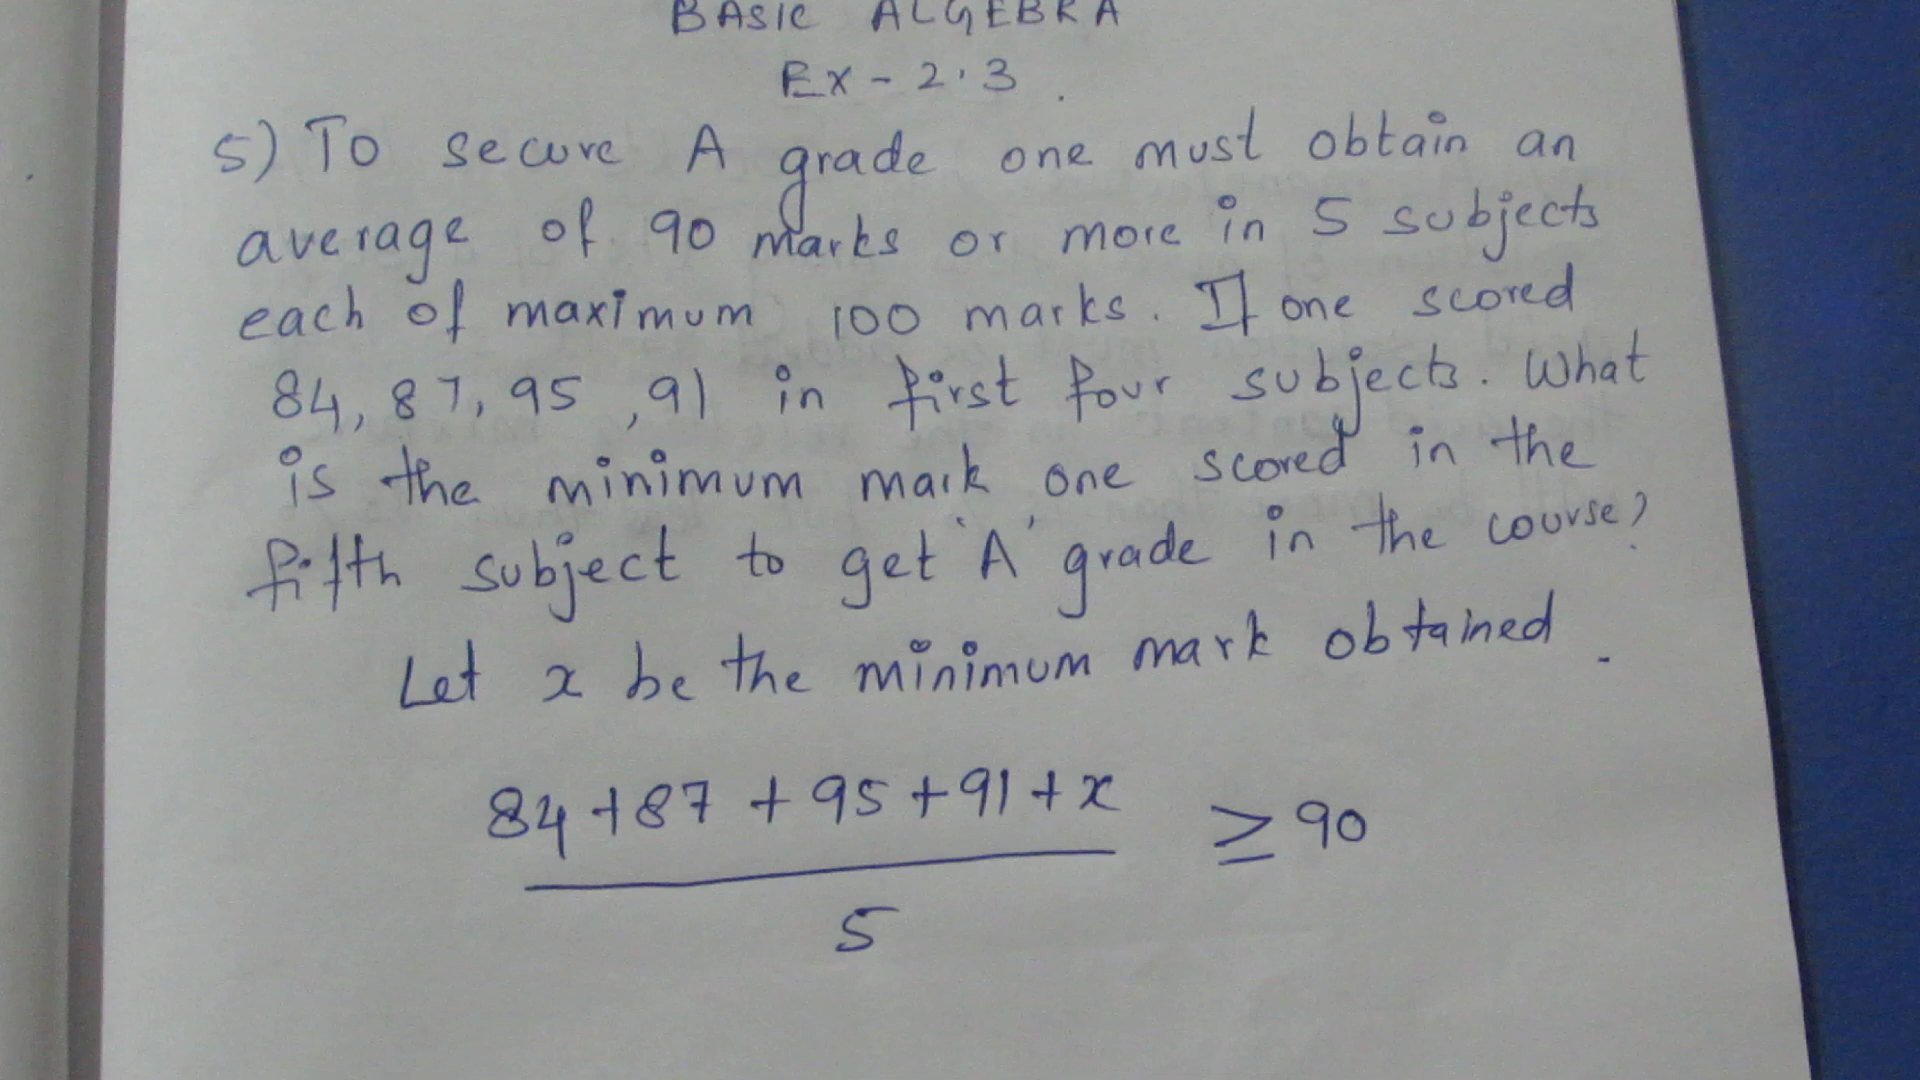 BASIC ALGEBRA
Ex - 2.3
5) To secure A grade one must obtain an
average of 90 marks or more in 5 subjects
each of maximum 100 marks. If one scored
84, 87, 95, 91 in first four subjects. What
is the minimum mark one scored in the
fifth subject to get 'A' grade in the course?
Let x be the minimum mark obtained.
84+87+95+91+x ≥ 90
5